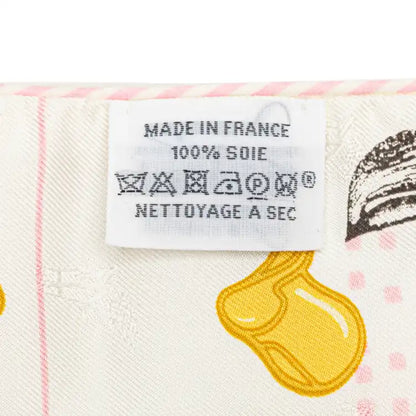 MADE IN FRANCE
100% SOIE
P W ®
NETTOYAGE A SEC